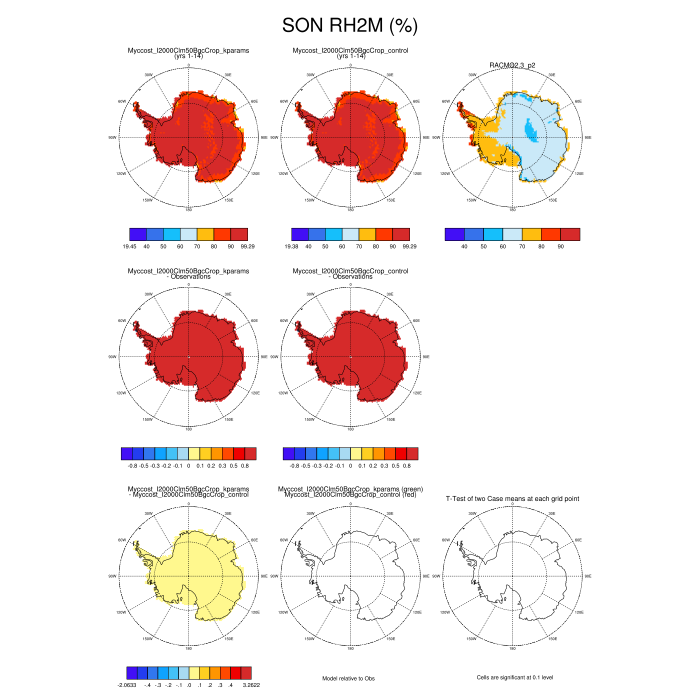 SON RH2M (%)
Myccost_I2000Clm50BgcCrop_kparams
(yrs 1-14)
Myccost_I2000Clm50BgcCrop_control
(yrs 1-14)
RACMO2.3_p2
0 30E 60E 90E 120E 150E 180 150W 120W 90W 60W 30W
0 30E 60E 90E 120E 150E 180 150W 120W 90W 60W 30W
0 30E 60E 90E 120E 150E 180 150W 120W 90W 60W 30W
19.45 40 50 60 70 80 90 99.29
19.38 40 50 60 70 80 90 99.29
40 50 60 70 80 90
Myccost_I2000Clm50BgcCrop_kparams
- Observations
Myccost_I2000Clm50BgcCrop_control
- Observations
0 30E 60E 90E 120E 150E 180 150W 120W 90W 60W 30W
0 30E 60E 90E 120E 150E 180 150W 120W 90W 60W 30W
-0.8 -0.5 -0.3 -0.2 -0.1 0 0.1 0.2 0.3 0.5 0.8
-0.8 -0.5 -0.3 -0.2 -0.1 0 0.1 0.2 0.3 0.5 0.8
Myccost_I2000Clm50BgcCrop_kparams
- Myccost_I2000Clm50BgcCrop_control
Myccost_I2000Clm50BgcCrop_kparams (green)
Myccost_I2000Clm50BgcCrop_control (red)
T-Test of two Case means at each grid point
0 30E 60E 90E 120E 150E 180 150W 120W 90W 60W 30W
0 30E 60E 90E 120E 150E 180 150W 120W 90W 60W 30W
0 30E 60E 90E 120E 150E 180 150W 120W 90W 60W 30W
-2.0633 -.4 -.3 -.2 -.1 .0 .1 .2 .3 .4 3.2622
Model relative to Obs
Cells are significant at 0.1 level